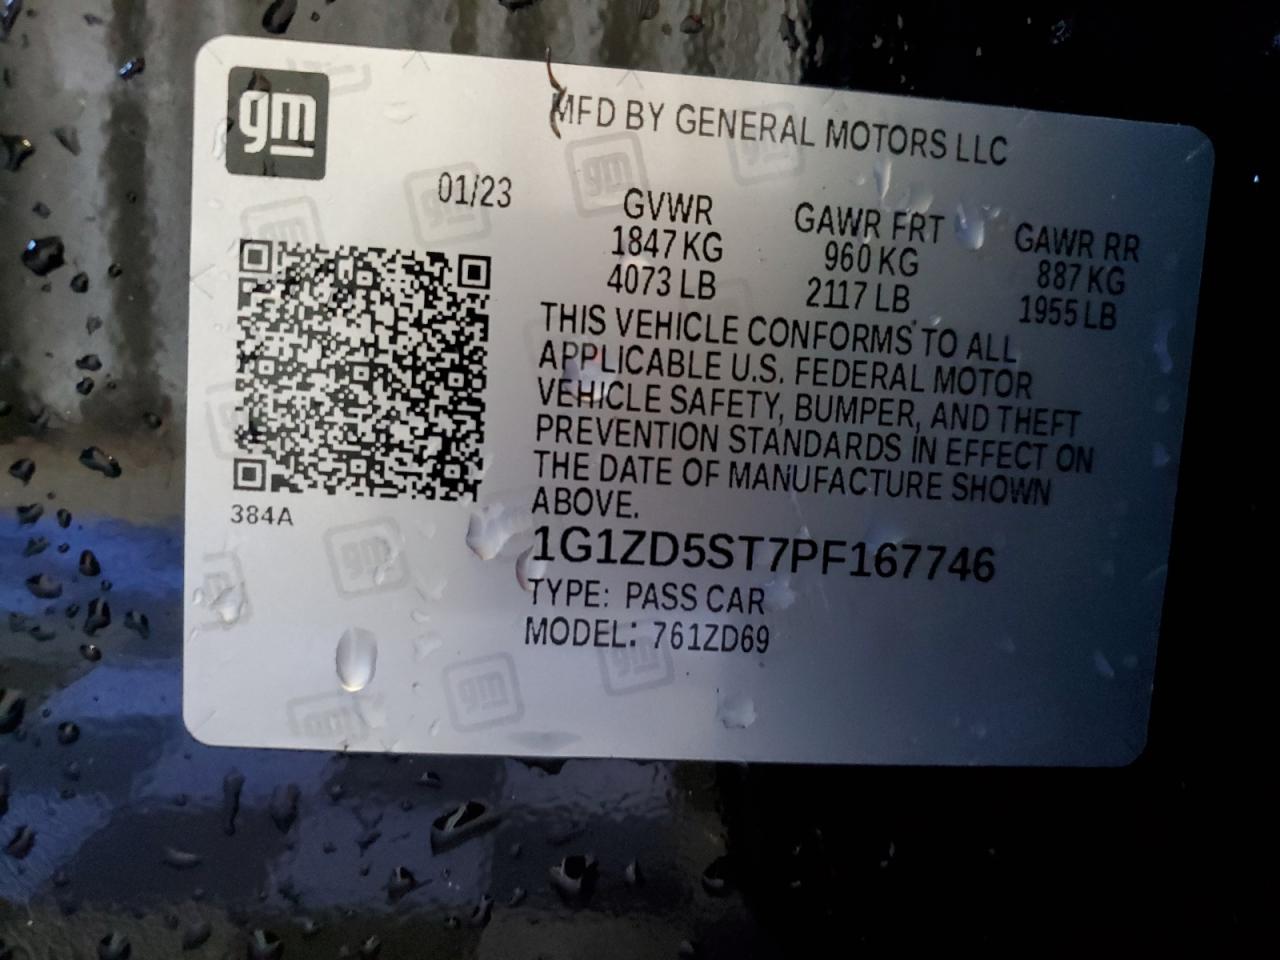 gm
MFD BY GENERAL MOTORS LLC
01/23
GVWR
1847 KG
4073 LB
GAWR FRT
960 KG
2117 LB
GAWR RR
887 KG
1955 LB
THIS VEHICLE CONFORMS TO ALL
APPLICABLE U.S. FEDERAL MOTOR
VEHICLE SAFETY, BUMPER, AND THEFT
PREVENTION STANDARDS IN EFFECT ON
THE DATE OF MANUFACTURE SHOWN
ABOVE.
384A
1G1ZD5ST7PF167746
TYPE: PASS CAR
MODEL: 761ZD69